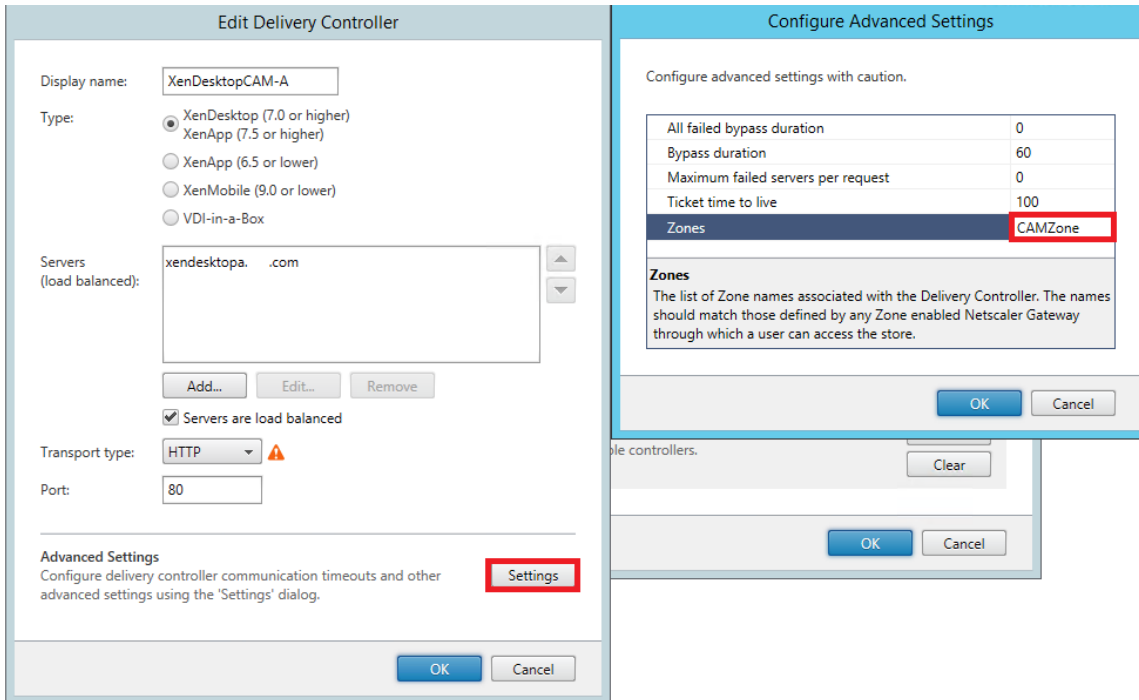 Edit Delivery Controller
Display name: XenDesktopCAM-A
Type:
XenDesktop (7.0 or higher)
XenApp (7.5 or higher)
XenApp (6.5 or lower)
XenMobile (9.0 or lower)
VDI-in-a-Box
Servers
(load balanced):
xendesktopa. .com
Add... Edit... Remove
Servers are load balanced
Transport type: HTTP
Port: 80
Advanced Settings
Configure delivery controller communication timeouts and other
advanced settings using the 'Settings' dialog.
Settings
OK Cancel
Configure Advanced Settings
Configure advanced settings with caution.
All failed bypass duration 0
Bypass duration 60
Maximum failed servers per request 0
Ticket time to live 100
Zones CAMZone
Zones
The list of Zone names associated with the Delivery Controller. The names
should match those defined by any Zone enabled Netscaler Gateway
through which a user can access the store.
OK Cancel
controllers.
Clear
OK Cancel